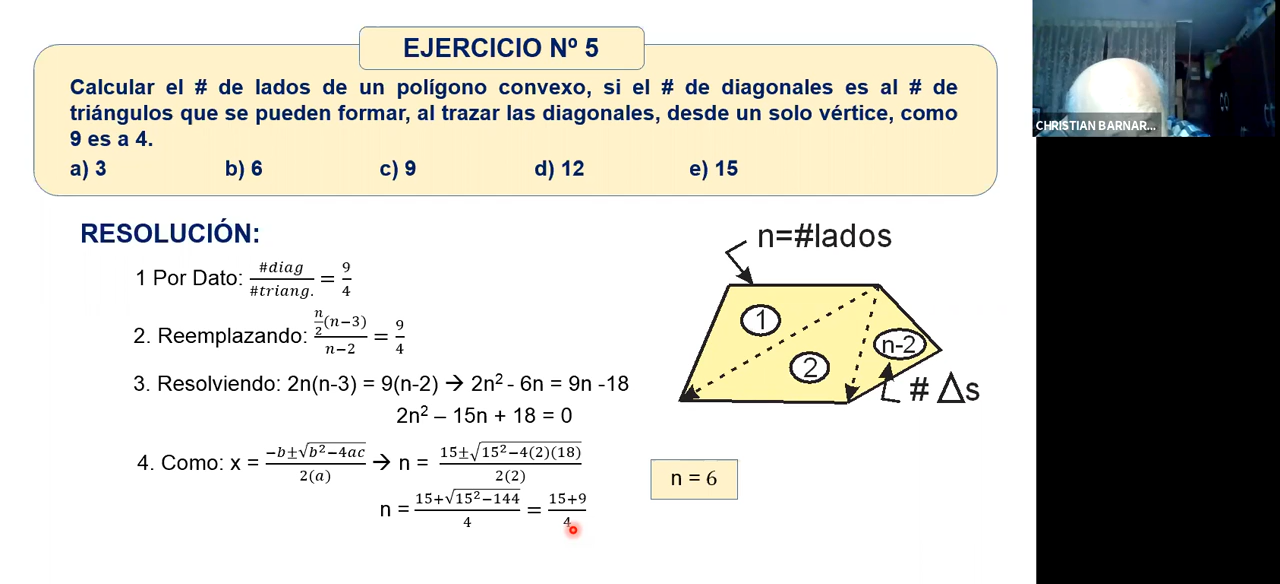 EJERCICIO Nº 5
Calcular el # de lados de un polígono convexo, si el # de diagonales es al # de
triángulos que se pueden formar, al trazar las diagonales, desde un solo vértice, como
9 es a 4.
a) 3 b) 6 c) 9 d) 12 e) 15
CHRISTIAN BARNAR...
RESOLUCIÓN:
1 Por Dato: #diag/#triang. = 9/4
2. Reemplazando: n/2(n−3)/n−2 = 9/4
3. Resolviendo: 2n(n-3) = 9(n-2) → 2n² - 6n = 9n -18
2n² – 15n + 18 = 0
4. Como: x = −b±√b²−4ac/2(a) → n = 15±√15²−4(2)(18)/2(2)
n = 15+√15²−144/4 = 15+9/4
n=#lados
1
2
n-2
# Δs
n = 6